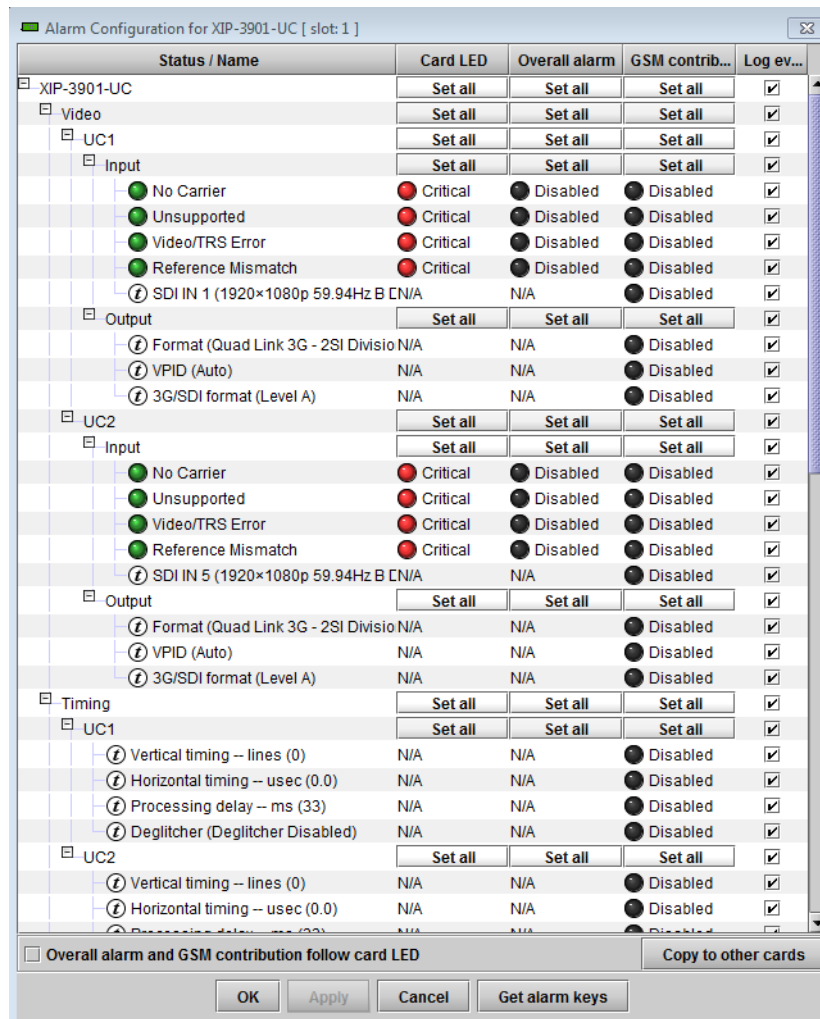 Alarm Configuration for XIP-3901-UC [ slot: 1 ]
Status / Name Card LED Overall alarm GSM contrib... Log ev...
XIP-3901-UC Set all Set all Set all
Video Set all Set all Set all
UC1 Set all Set all Set all
Input Set all Set all Set all
No Carrier Critical Disabled Disabled
Unsupported Critical Disabled Disabled
Video/TRS Error Critical Disabled Disabled
Reference Mismatch Critical Disabled Disabled
t SDI IN 1 (1920×1080p 59.94Hz B D N/A N/A Disabled
Output Set all Set all Set all
t Format (Quad Link 3G - 2SI Divisio N/A N/A Disabled
t VPID (Auto) N/A N/A Disabled
t 3G/SDI format (Level A) N/A N/A Disabled
UC2 Set all Set all Set all
Input Set all Set all Set all
No Carrier Critical Disabled Disabled
Unsupported Critical Disabled Disabled
Video/TRS Error Critical Disabled Disabled
Reference Mismatch Critical Disabled Disabled
t SDI IN 5 (1920×1080p 59.94Hz B D N/A N/A Disabled
Output Set all Set all Set all
t Format (Quad Link 3G - 2SI Divisio N/A N/A Disabled
t VPID (Auto) N/A N/A Disabled
t 3G/SDI format (Level A) N/A N/A Disabled
Timing Set all Set all Set all
UC1 Set all Set all Set all
t Vertical timing -- lines (0) N/A N/A Disabled
t Horizontal timing -- usec (0.0) N/A N/A Disabled
t Processing delay -- ms (33) N/A N/A Disabled
t Deglitcher (Deglitcher Disabled) N/A N/A Disabled
UC2 Set all Set all Set all
t Vertical timing -- lines (0) N/A N/A Disabled
t Horizontal timing -- usec (0.0) N/A N/A Disabled
Overall alarm and GSM contribution follow card LED Copy to other cards
OK Apply Cancel Get alarm keys